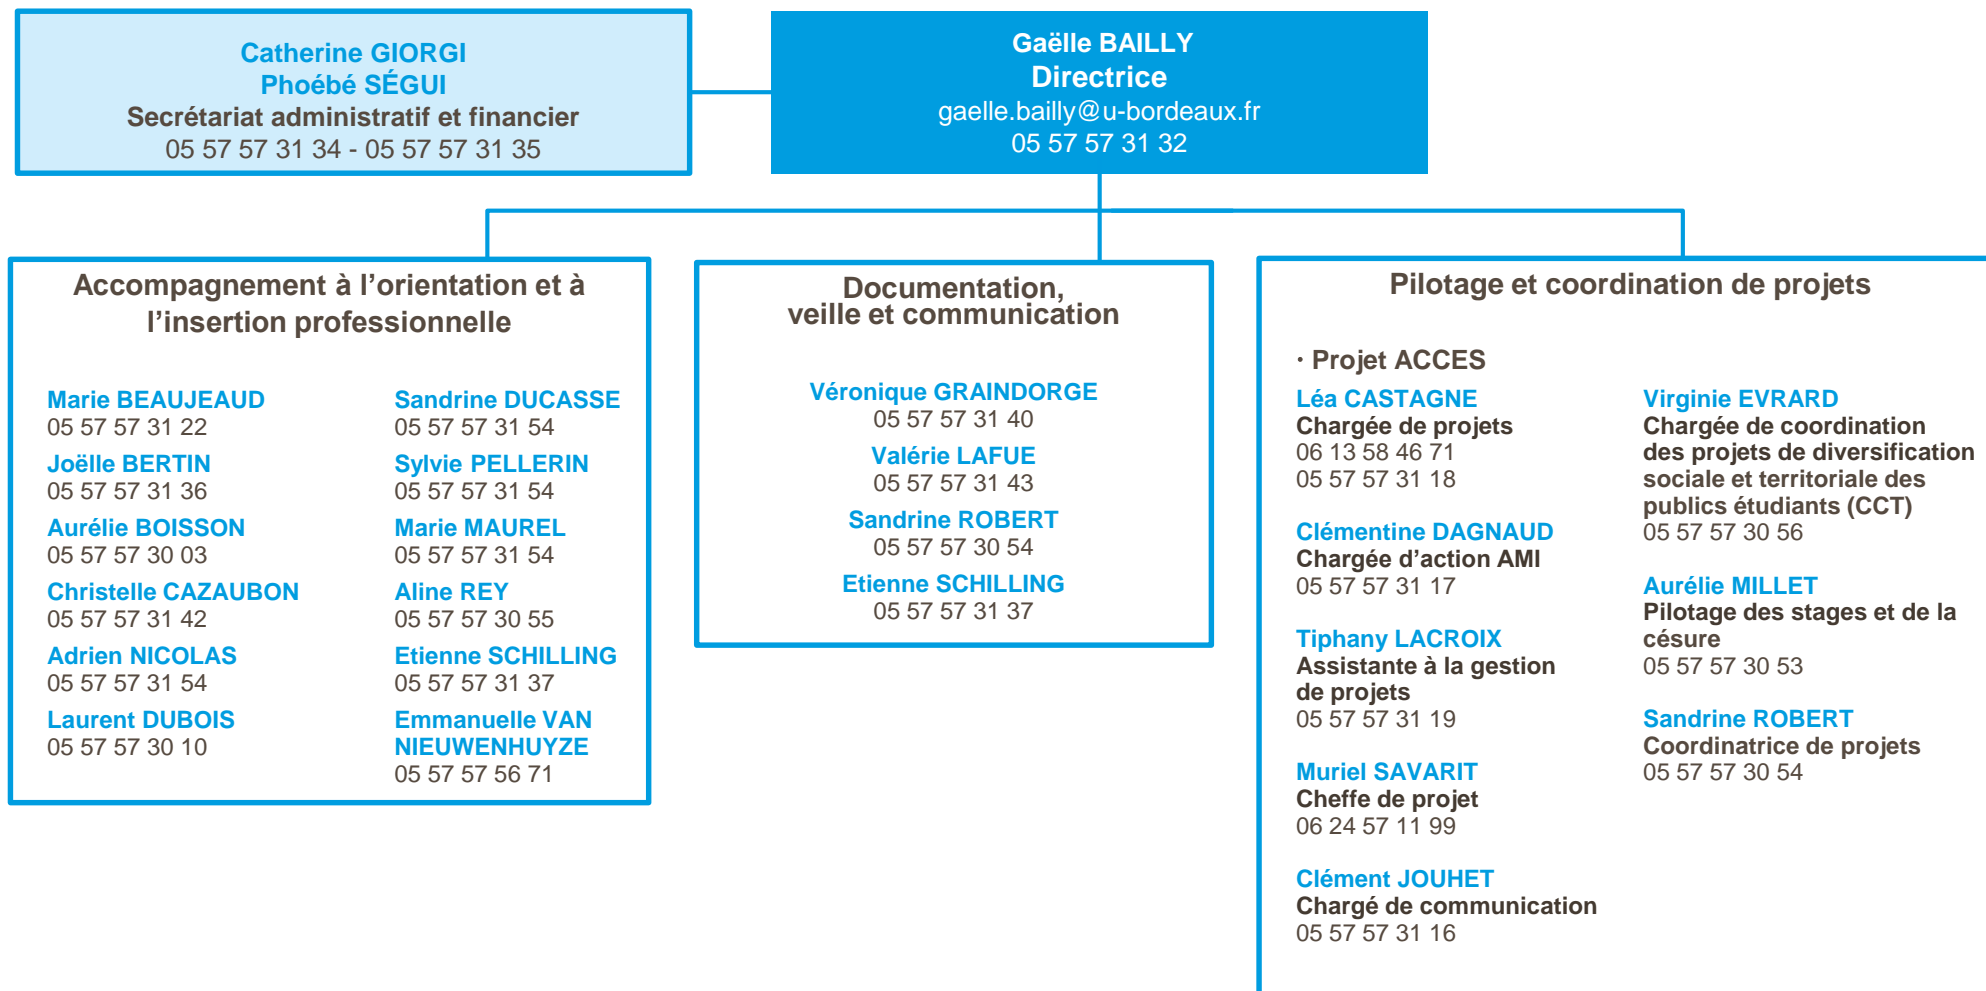 Catherine GIORGI
Phoébé SÉGUI
Secrétariat administratif et financier
05 57 57 31 34 - 05 57 57 31 35
Gaëlle BAILLY
Directrice
gaelle.bailly@u-bordeaux.fr
05 57 57 31 32
Accompagnement à l’orientation et à
l’insertion professionnelle
Marie BEAUJEAUD
05 57 57 31 22
Joëlle BERTIN
05 57 57 31 36
Aurélie BOISSON
05 57 57 30 03
Christelle CAZAUBON
05 57 57 31 42
Adrien NICOLAS
05 57 57 31 54
Laurent DUBOIS
05 57 57 30 10
Sandrine DUCASSE
05 57 57 31 54
Sylvie PELLERIN
05 57 57 31 54
Marie MAUREL
05 57 57 31 54
Aline REY
05 57 57 30 55
Etienne SCHILLING
05 57 57 31 37
Emmanuelle VAN
NIEUWENHUYZE
05 57 57 56 71
Documentation,
veille et communication
Véronique GRAINDORGE
05 57 57 31 40
Valérie LAFUE
05 57 57 31 43
Sandrine ROBERT
05 57 57 30 54
Etienne SCHILLING
05 57 57 31 37
Pilotage et coordination de projets
· Projet ACCES
Léa CASTAGNE
Chargée de projets
06 13 58 46 71
05 57 57 31 18
Clémentine DAGNAUD
Chargée d’action AMI
05 57 57 31 17
Tiphany LACROIX
Assistante à la gestion
de projets
05 57 57 31 19
Muriel SAVARIT
Cheffe de projet
06 24 57 11 99
Clément JOUHET
Chargé de communication
05 57 57 31 16
Virginie EVRARD
Chargée de coordination
des projets de diversification
sociale et territoriale des
publics étudiants (CCT)
05 57 57 30 56
Aurélie MILLET
Pilotage des stages et de la
césure
05 57 57 30 53
Sandrine ROBERT
Coordinatrice de projets
05 57 57 30 54